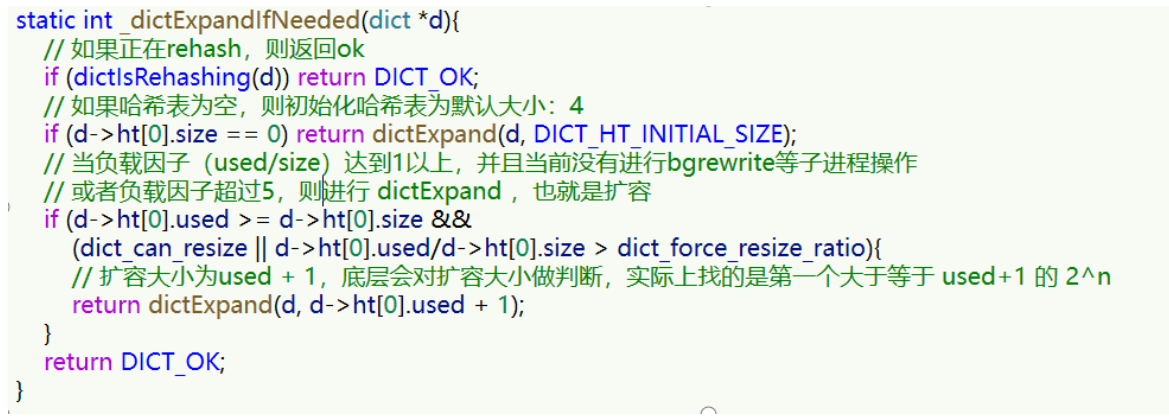 static int _dictExpandIfNeeded(dict *d){
// 如果正在rehash，则返回ok
if (dictIsRehashing(d)) return DICT_OK;
// 如果哈希表为空，则初始化哈希表为默认大小：4
if (d->ht[0].size == 0) return dictExpand(d, DICT_HT_INITIAL_SIZE);
// 当负载因子（used/size）达到1以上，并且当前没有进行bgrewrite等子进程操作
// 或者负载因子超过5，则进行 dictExpand ，也就是扩容
if (d->ht[0].used >= d->ht[0].size &&
(dict_can_resize || d->ht[0].used/d->ht[0].size > dict_force_resize_ratio){
// 扩容大小为used + 1，底层会对扩容大小做判断，实际上找的是第一个大于等于 used+1 的 2^n
return dictExpand(d, d->ht[0].used + 1);
}
return DICT_OK;
}